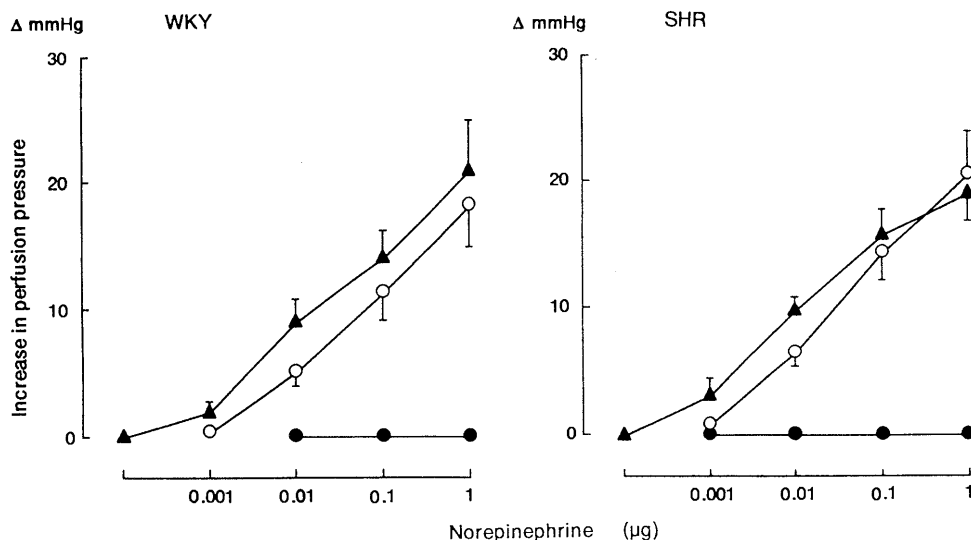 Δ mmHg WKY
30
20
10
0
Increase in perfusion pressure
0.001 0.01 0.1 1
Δ mmHg SHR
30
20
10
0
0.001 0.01 0.1 1
Norepinephrine (µg)